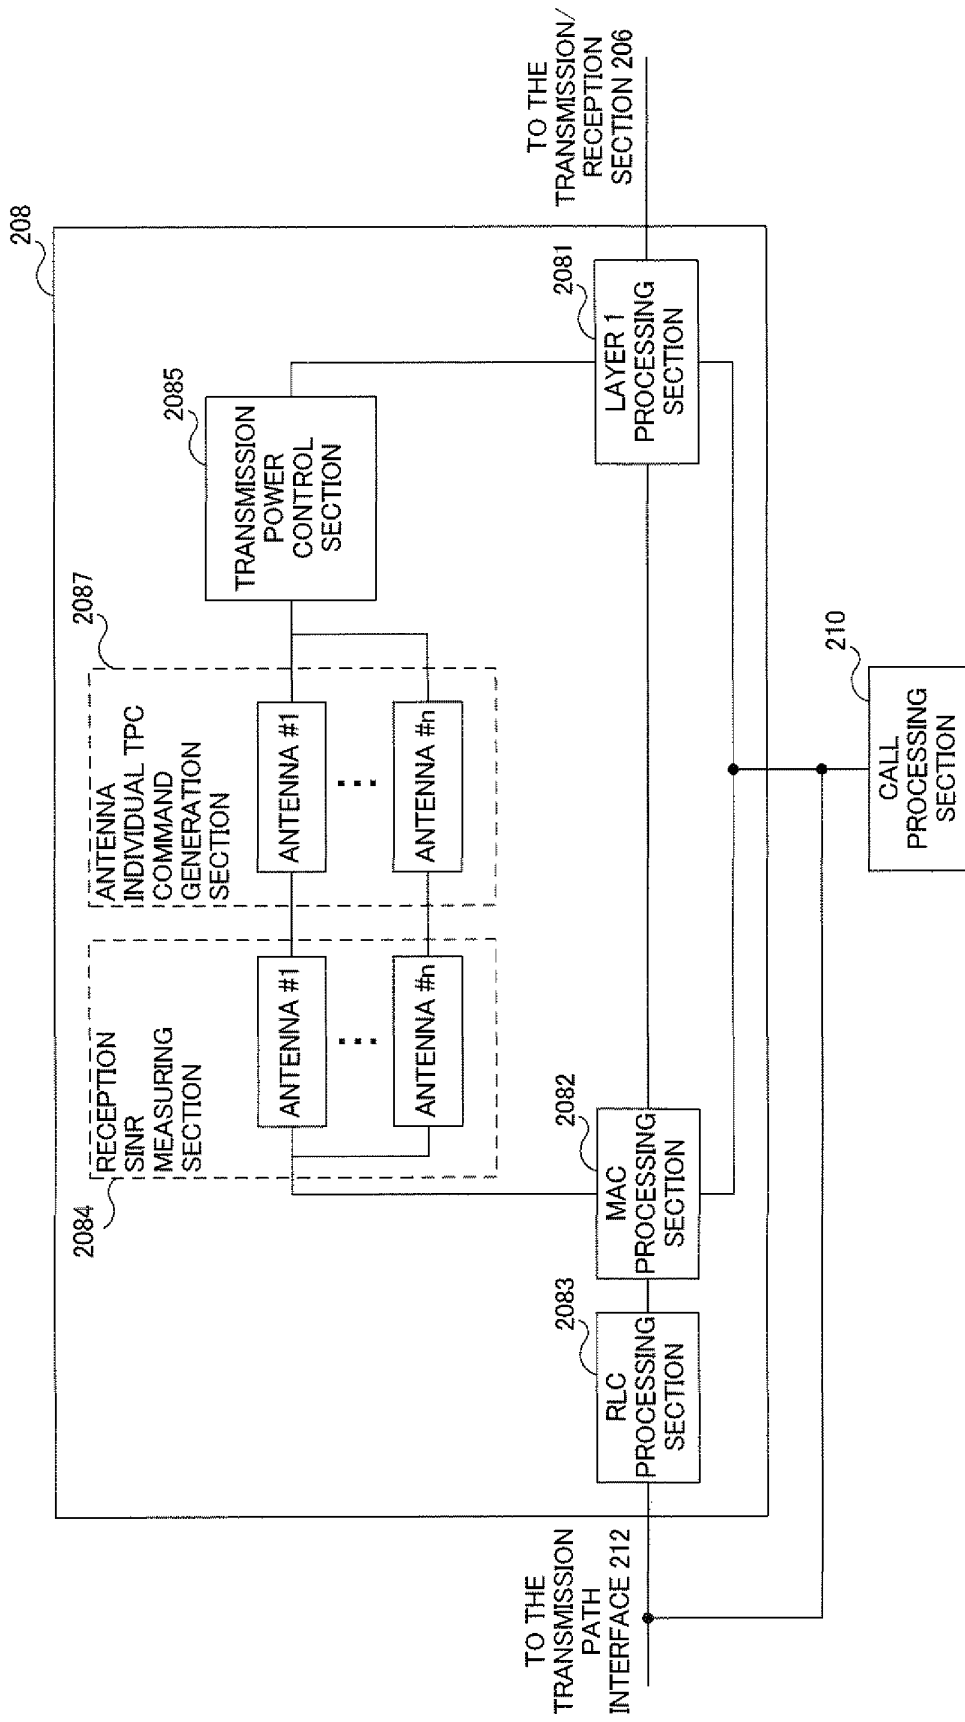 208
2084
RECEPTION
SINR
MEASURING
SECTION
ANTENNA #1
ANTENNA #n
2087
ANTENNA
INDIVIDUAL TPC
COMMAND
GENERATION
SECTION
ANTENNA #1
ANTENNA #n
2085
TRANSMISSION
POWER
CONTROL
SECTION
TO THE
TRANSMISSION
PATH
INTERFACE 212
2083
RLC
PROCESSING
SECTION
2082
MAC
PROCESSING
SECTION
2081
LAYER 1
PROCESSING
SECTION
TO THE
TRANSMISSION/
RECEPTION
SECTION 206
210
CALL
PROCESSING
SECTION